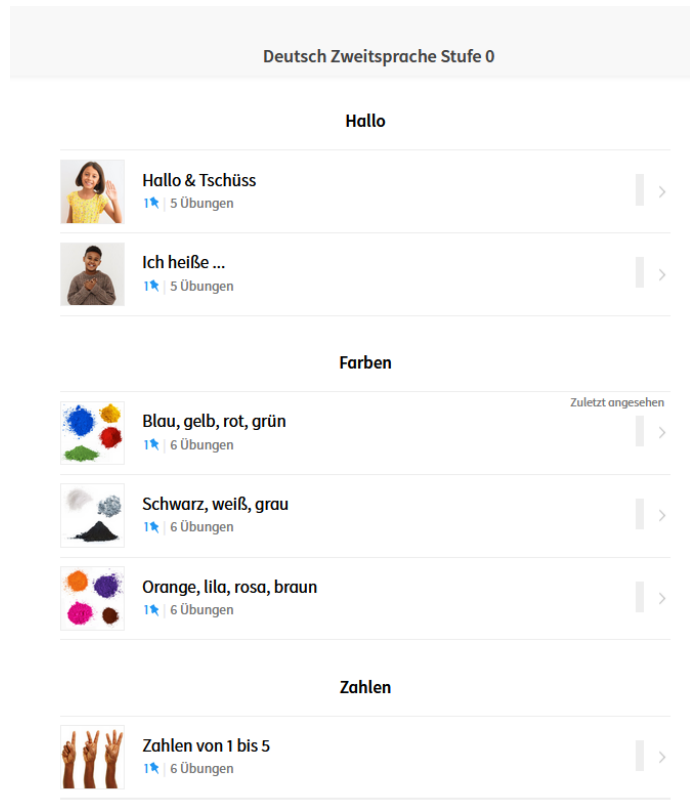 Deutsch Zweitsprache Stufe 0
Hallo
Hallo & Tschüss
1 | 5 Übungen
Ich heiße ...
1 | 5 Übungen
Farben
Zuletzt angesehen
Blau, gelb, rot, grün
1 | 6 Übungen
Schwarz, weiß, grau
1 | 6 Übungen
Orange, lila, rosa, braun
1 | 6 Übungen
Zahlen
Zahlen von 1 bis 5
1 | 6 Übungen